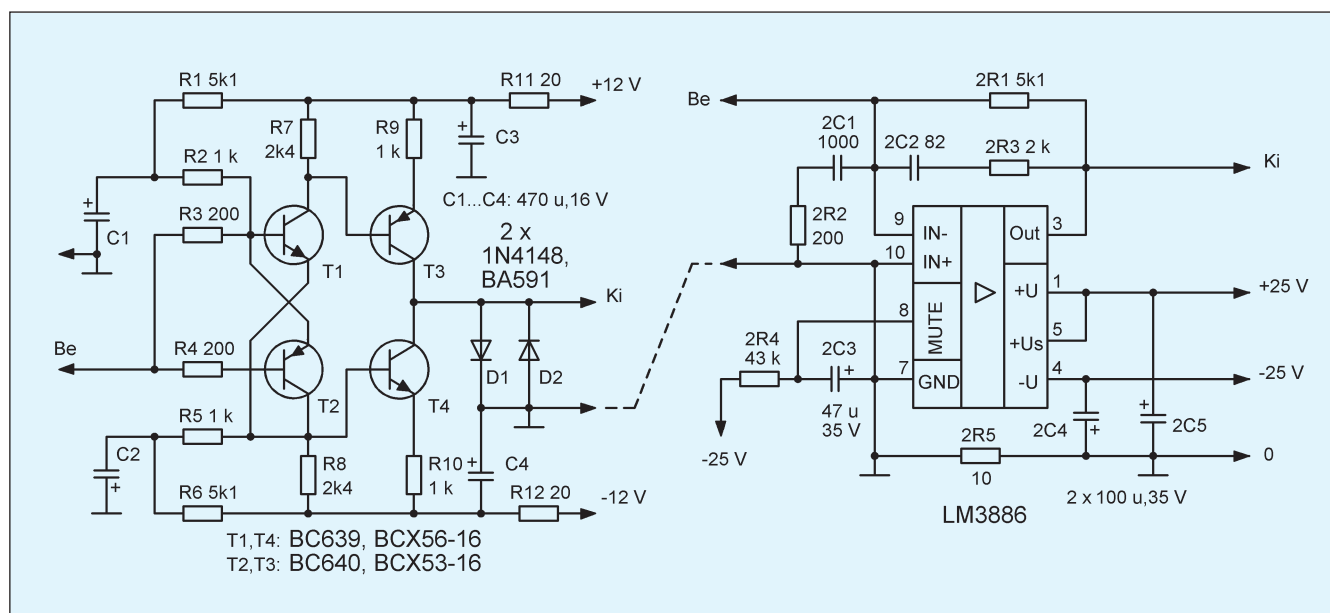 R1 5k1
R11 20
+12 V
R7
2k4
R9
1 k
+
C3
R2 1 k
+
C1
R3 200
C1...C4: 470 u,16 V
2 x
1N4148,
BA591
T1
T3
Ki
Be
R4 200
D1
D2
T2
T4
R5 1 k
C2
+
R8
2k4
R10
1 k
+
C4
R6 5k1
R12 20
-12 V
T1,T4: BC639, BCX56-16
T2,T3: BC640, BCX53-16
Be
2R1 5k1
2C1
1000
2C2 82
2R3 2 k
Ki
2R2
200
9
IN-
Out
3
10
IN+
8
MUTE
+U
1
+25 V
+Us
5
2R4
43 k
2C3
+
7
GND
-U
4
-25 V
47 u
35 V
-25 V
2C4
+
+
2C5
2R5
10
0
2 x 100 u,35 V
LM3886